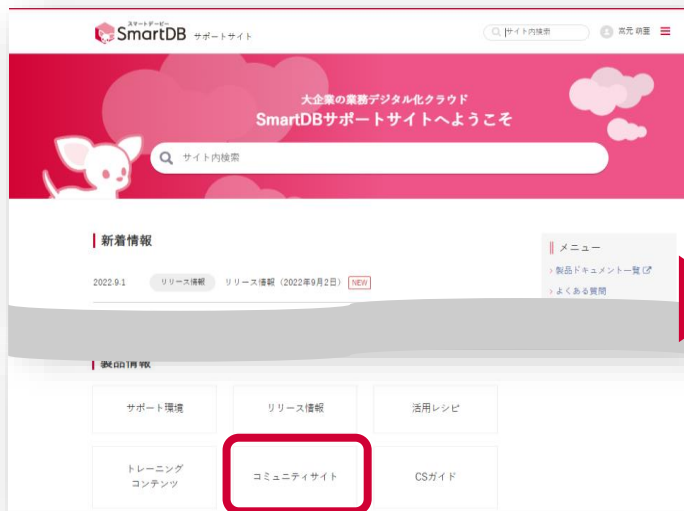 スマートデービー
SmartDB サポートサイト
サイト内検索
宮元 萌亜
大企業の業務デジタル化クラウド
SmartDBサポートサイトへようこそ
サイト内検索
新着情報
2022.9.1 リリース情報 リリース情報（2022年9月2日） NEW
メニュー
› 製品ドキュメント一覧
› よくある質問
製品情報
サポート環境
リリース情報
活用レシピ
トレーニング
コンテンツ
コミュニティサイト
CSガイド